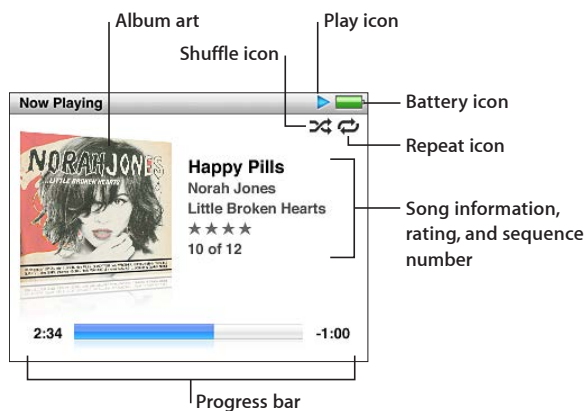 Album art
Play icon
Shuffle icon
Now Playing
Battery icon
Repeat icon
NORAH JONES
...LITTLE BROKEN HEARTS
Happy Pills
Norah Jones
Little Broken Hearts
★★★★
10 of 12
Song information,
rating, and sequence
number
2:34
-1:00
Progress bar